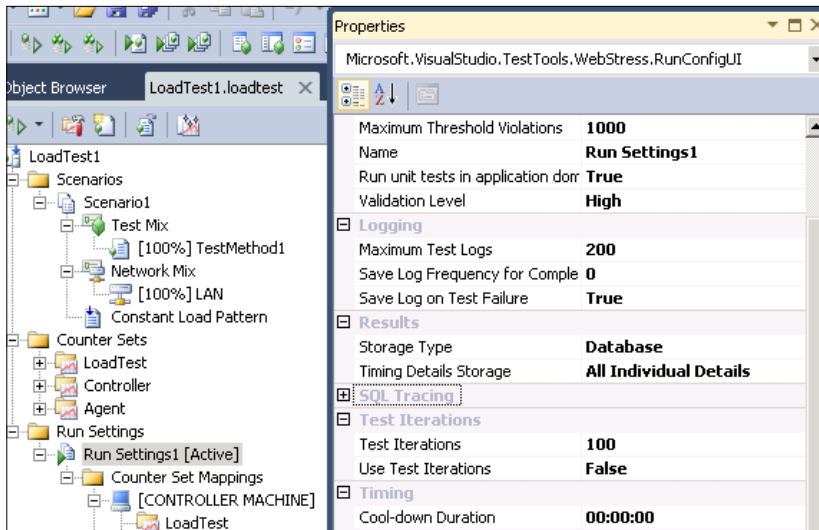 Object Browser
LoadTest1.loadtest
LoadTest1
Scenarios
Scenario1
Test Mix
[100%] TestMethod1
Network Mix
[100%] LAN
Constant Load Pattern
Counter Sets
LoadTest
Controller
Agent
Run Settings
Run Settings1 [Active]
Counter Set Mappings
[CONTROLLER MACHINE]
LoadTest
Properties
Microsoft.VisualStudio.TestTools.WebStress.RunConfigUI
Maximum Threshold Violations 1000
Name Run Settings1
Run unit tests in application dom True
Validation Level High
Logging
Maximum Test Logs 200
Save Log Frequency for Comple 0
Save Log on Test Failure True
Results
Storage Type Database
Timing Details Storage All Individual Details
SQL Tracing
Test Iterations
Test Iterations 100
Use Test Iterations False
Timing
Cool-down Duration 00:00:00